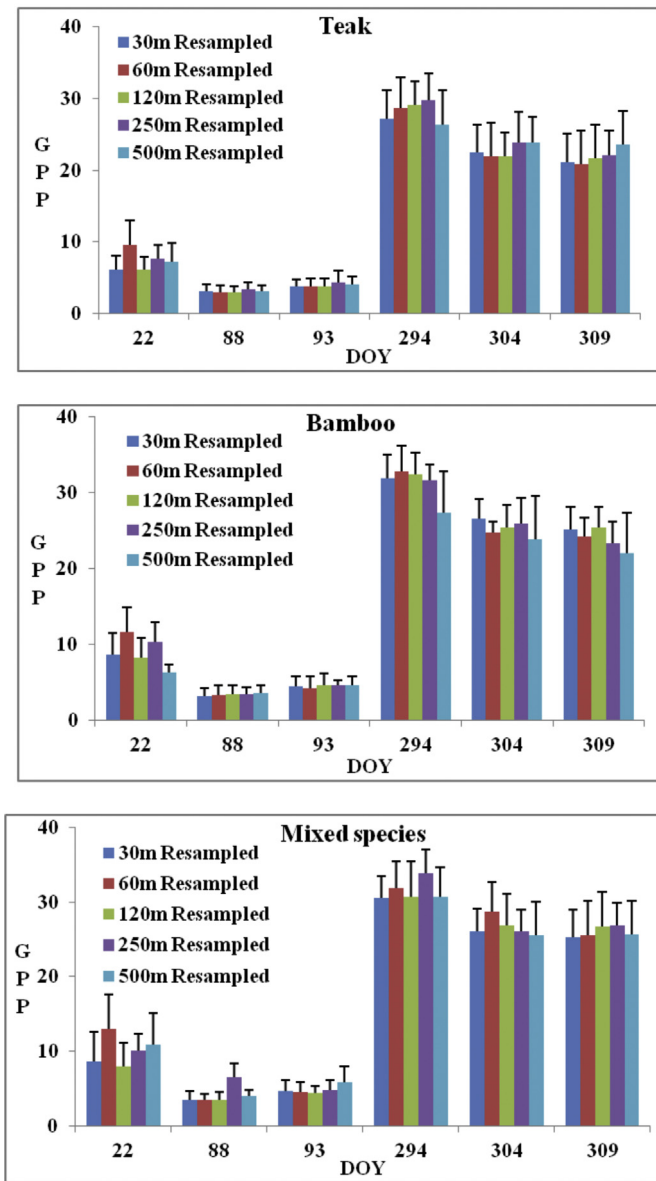 Teak
40
30
20
10
0
G
P
P
30m Resampled
60m Resampled
120m Resampled
250m Resampled
500m Resampled
22 88 93 294 304 309
DOY
Bamboo
40
30
20
10
0
G
P
P
30m Resampled
60m Resampled
120m Resampled
250m Resampled
500m Resampled
22 88 93 294 304 309
DOY
Mixed species
40
30
20
10
0
G
P
P
30m Resampled
60m Resampled
120m Resampled
250m Resampled
500m Resampled
22 88 93 294 304 309
DOY